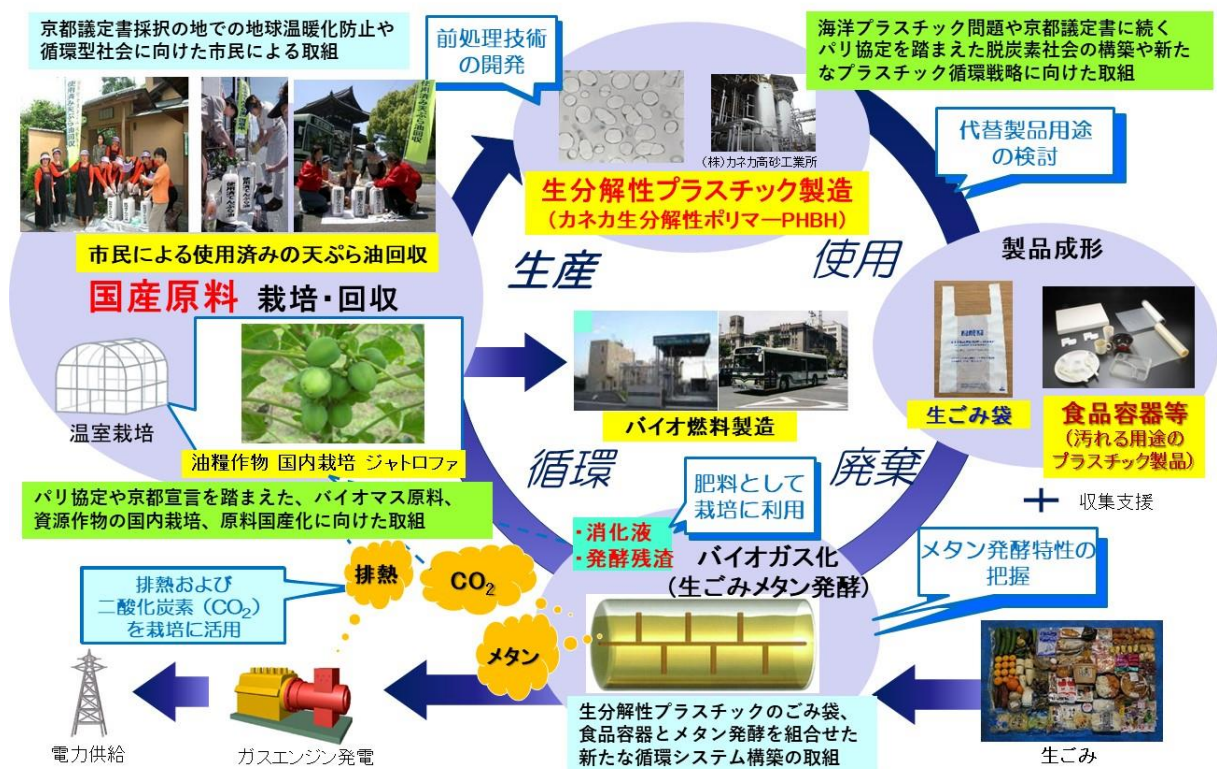 京都議定書採択の地での地球温暖化防止や
循環型社会に向けた市民による取組
前処理技術
の開発
海洋プラスチック問題や京都議定書に続く
パリ協定を踏まえた脱炭素社会の構築や新た
なプラスチック循環戦略に向けた取組
代替製品用途
の検討
(株)カネカ高砂工業所
生分解性プラスチック製造
(カネカ生分解性ポリマーPHBH)
市民による使用済みの天ぷら油回収
国産原料 栽培・回収
生産
使用
製品成形
生ごみ袋
食品容器等
(汚れる用途の
プラスチック製品)
+ 収集支援
温室栽培
油糧作物 国内栽培 ジャトロファ
バイオ燃料製造
循環
廃棄
パリ協定や京都宣言を踏まえた、バイオマス原料、
資源作物の国内栽培、原料国産化に向けた取組
肥料として
栽培に利用
・消化液
・発酵残渣
バイオガス化
(生ごみメタン発酵)
メタン発酵特性の
把握
排熱
CO₂
メタン
排熱および
二酸化炭素(CO₂)
を栽培に活用
電力供給
ガスエンジン発電
生分解性プラスチックのごみ袋、
食品容器とメタン発酵を組合せた
新たな循環システム構築の取組
生ごみ